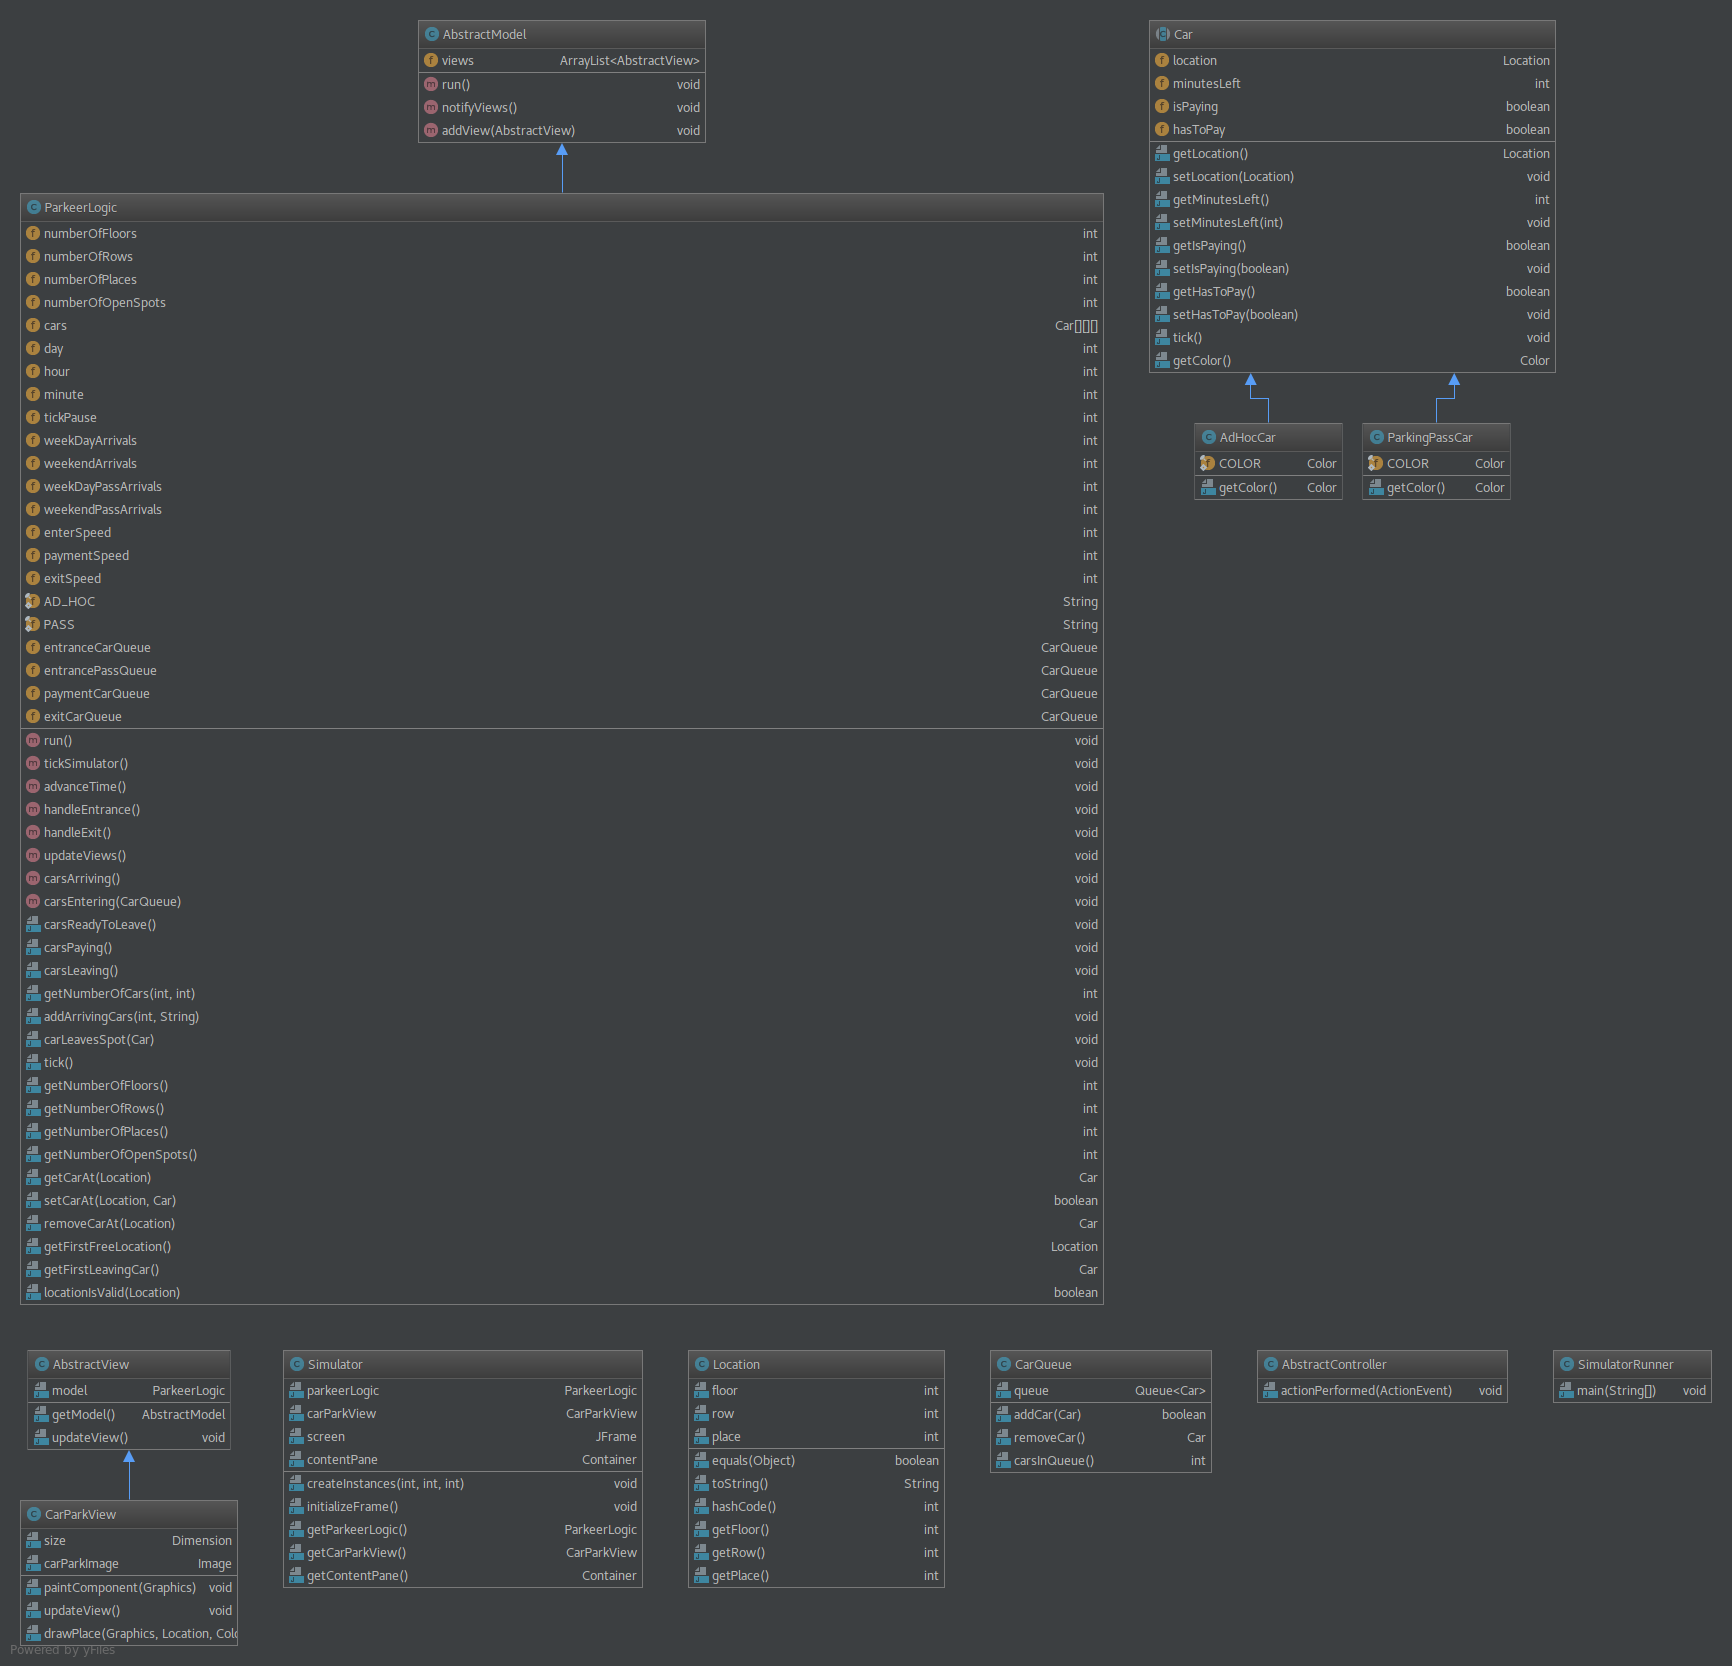 AbstractModel
views ArrayList<AbstractView>
run() void
notifyViews() void
addView(AbstractView) void
Car
location Location
minutesLeft int
isPaying boolean
hasToPay boolean
getLocation() Location
setLocation(Location) void
getMinutesLeft() int
setMinutesLeft(int) void
getIsPaying() boolean
setIsPaying(boolean) void
getHasToPay() boolean
setHasToPay(boolean) void
tick() void
getColor() Color
AdHocCar
COLOR Color
getColor() Color
ParkingPassCar
COLOR Color
getColor() Color
ParkeerLogic
numberOfFloors int
numberOfRows int
numberOfPlaces int
numberOfOpenSpots int
cars Car[][][]
day int
hour int
minute int
tickPause int
weekDayArrivals int
weekendArrivals int
weekDayPassArrivals int
weekendPassArrivals int
enterSpeed int
paymentSpeed int
exitSpeed int
AD_HOC String
PASS String
entranceCarQueue CarQueue
entrancePassQueue CarQueue
paymentCarQueue CarQueue
exitCarQueue CarQueue
run() void
tickSimulator() void
advanceTime() void
handleEntrance() void
handleExit() void
updateViews() void
carsArriving() void
carsEntering(CarQueue) void
carsReadyToLeave() void
carsPaying() void
carsLeaving() void
getNumberOfCars(int, int) int
addArrivingCars(int, String) void
carLeavesSpot(Car) void
tick() void
getNumberOfFloors() int
getNumberOfRows() int
getNumberOfPlaces() int
getNumberOfOpenSpots() int
getCarAt(Location) Car
setCarAt(Location, Car) boolean
removeCarAt(Location) Car
getFirstFreeLocation() Location
getFirstLeavingCar() Car
locationIsValid(Location) boolean
AbstractView
model ParkeerLogic
getModel() AbstractModel
updateView() void
CarParkView
size Dimension
carParkImage Image
paintComponent(Graphics) void
updateView() void
drawPlace(Graphics, Location, Col
Simulator
parkeerLogic ParkeerLogic
carParkView CarParkView
screen JFrame
contentPane Container
createInstances(int, int, int) void
initializeFrame() void
getParkeerLogic() ParkeerLogic
getCarParkView() CarParkView
getContentPane() Container
Location
floor int
row int
place int
equals(Object) boolean
toString() String
hashCode() int
getFloor() int
getRow() int
getPlace() int
CarQueue
queue Queue<Car>
addCar(Car) boolean
removeCar() Car
carsInQueue() int
AbstractController
actionPerformed(ActionEvent) void
SimulatorRunner
main(String[]) void
Powered by yFiles